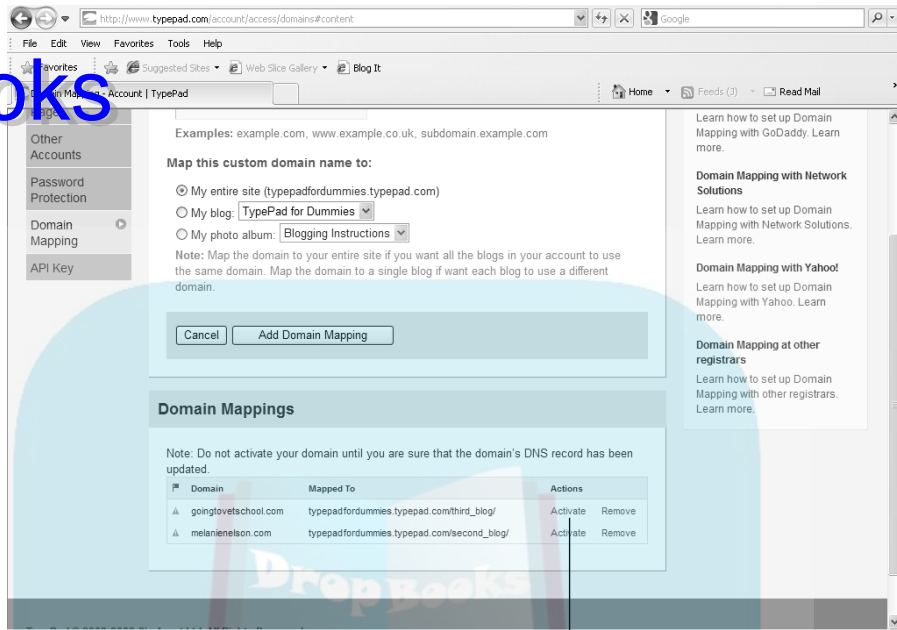 http://www.typepad.com/account/access/domains#content
Google
File Edit View Favorites Tools Help
Favorites Suggested Sites Web Slice Gallery Blog It
oks
Domain Mapping - Account | TypePad
Home Feeds (J) Read Mail
Pages
Other
Accounts
Password
Protection
Domain
Mapping
API Key
Examples: example.com, www.example.co.uk, subdomain.example.com
Map this custom domain name to:
My entire site (typepadfordummies.typepad.com)
My blog: TypePad for Dummies
My photo album: Blogging Instructions
Note: Map the domain to your entire site if you want all the blogs in your account to use
the same domain. Map the domain to a single blog if want each blog to use a different
domain.
Cancel Add Domain Mapping
Domain Mappings
Note: Do not activate your domain until you are sure that the domain's DNS record has been
updated.
Domain Mapped To Actions
goingtovetschool.com typepadfordummies.typepad.com/third_blog/ Activate Remove
melanienelson.com typepadfordummies.typepad.com/second_blog/ Activate Remove
Learn how to set up Domain
Mapping with GoDaddy. Learn
more.
Domain Mapping with Network
Solutions
Learn how to set up Domain
Mapping with Network Solutions.
Learn more.
Domain Mapping with Yahoo!
Learn how to set up Domain
Mapping with Yahoo. Learn
more.
Domain Mapping at other
registrars
Learn how to set up Domain
Mapping with other registrars.
Learn more.
DropBooks